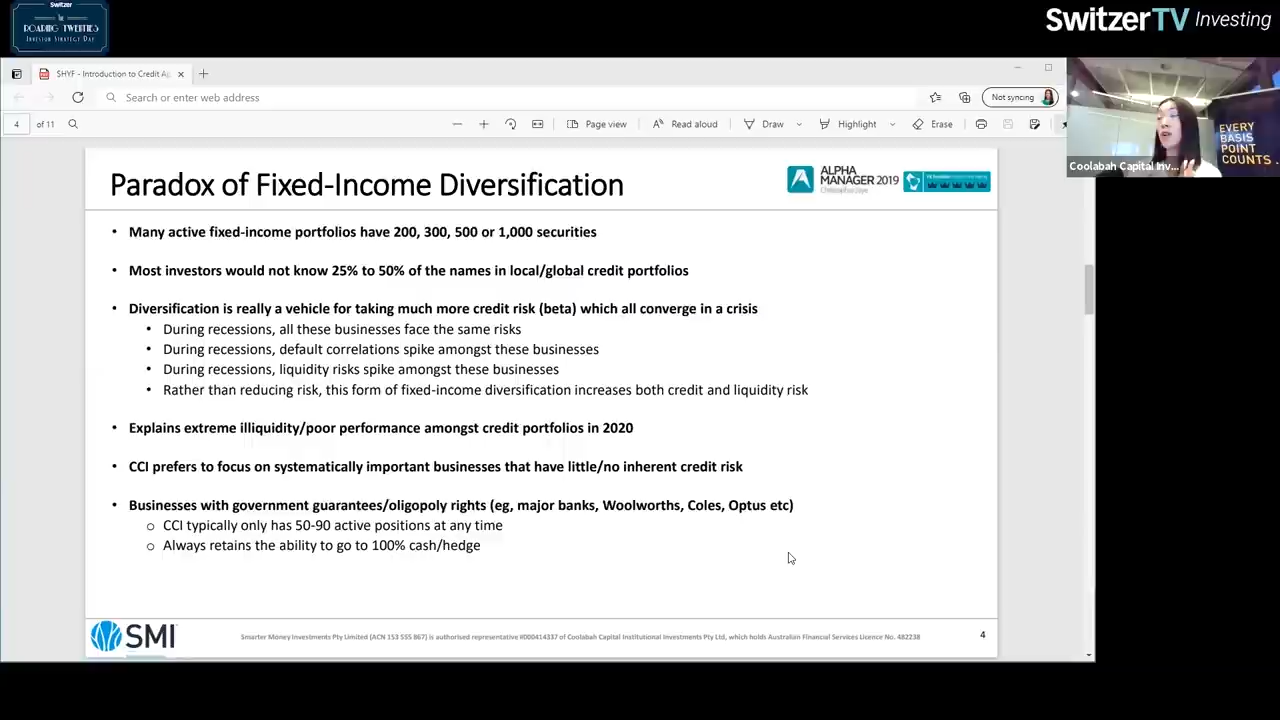 Switzer
the
ROARING TWENTIES
INVESTOR STRATEGY DAY
SwitzerTV Investing
SHYF - Introduction to Credit Ap
Search or enter web address
Not syncing
4 of 11
Page view
Read aloud
Draw
Highlight
Erase
EVERY
BASIS
POINT
COUNTS
Coolabah Capital Inv...
Paradox of Fixed-Income Diversification
ALPHA
MANAGER 2019
• Many active fixed-income portfolios have 200, 300, 500 or 1,000 securities
• Most investors would not know 25% to 50% of the names in local/global credit portfolios
• Diversification is really a vehicle for taking much more credit risk (beta) which all converge in a crisis
• During recessions, all these businesses face the same risks
• During recessions, default correlations spike amongst these businesses
• During recessions, liquidity risks spike amongst these businesses
• Rather than reducing risk, this form of fixed-income diversification increases both credit and liquidity risk
• Explains extreme illiquidity/poor performance amongst credit portfolios in 2020
• CCI prefers to focus on systematically important businesses that have little/no inherent credit risk
• Businesses with government guarantees/oligopoly rights (eg, major banks, Woolworths, Coles, Optus etc)
o CCI typically only has 50-90 active positions at any time
o Always retains the ability to go to 100% cash/hedge
SMI
Smarter Money Investments Pty Limited (ACN 153 555 867) is authorised representative #000414337 of Coolabah Capital Institutional Investments Pty Ltd, which holds Australian Financial Services Licence No. 482238
4